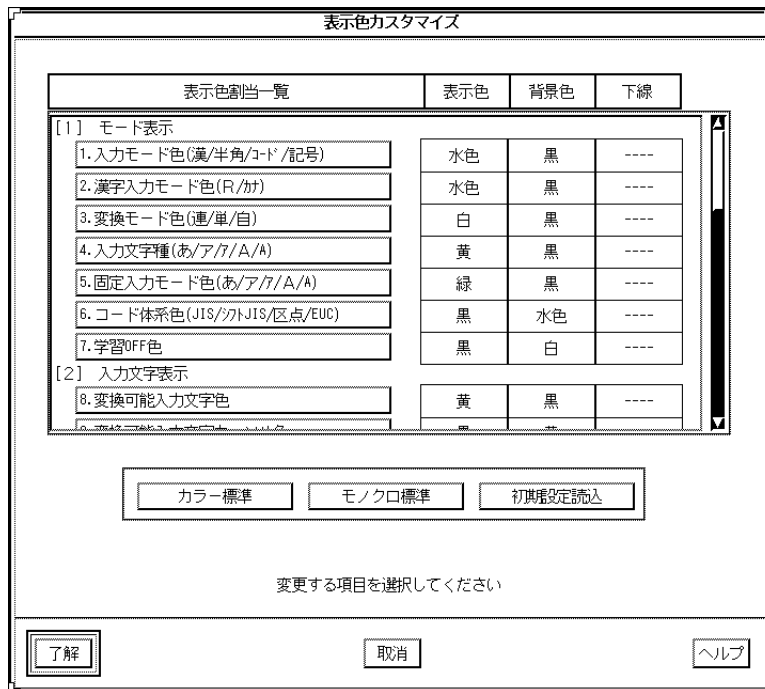 表示色カスタマイズ
表示色割当一覧 表示色 背景色 下線
[1] モード表示
1.入力モード色(漢/半角/ｺｰﾄﾞ/記号) 水色 黒 ----
2.漢字入力モード色(R/ｶﾅ) 水色 黒 ----
3.変換モード色(連/単/自) 白 黒 ----
4.入力文字種(あ/ア/ｱ/Ａ/A) 黄 黒 ----
5.固定入力モード色(あ/ア/ｱ/Ａ/A) 緑 黒 ----
6.コード体系色(JIS/ｼﾌﾄJIS/区点/EUC) 黒 水色 ----
7.学習OFF色 黒 白 ----
[2] 入力文字表示
8.変換可能入力文字色 黄 黒 ----
カラー標準 モノクロ標準 初期設定読込
変更する項目を選択してください
了解 取消 ヘルプ